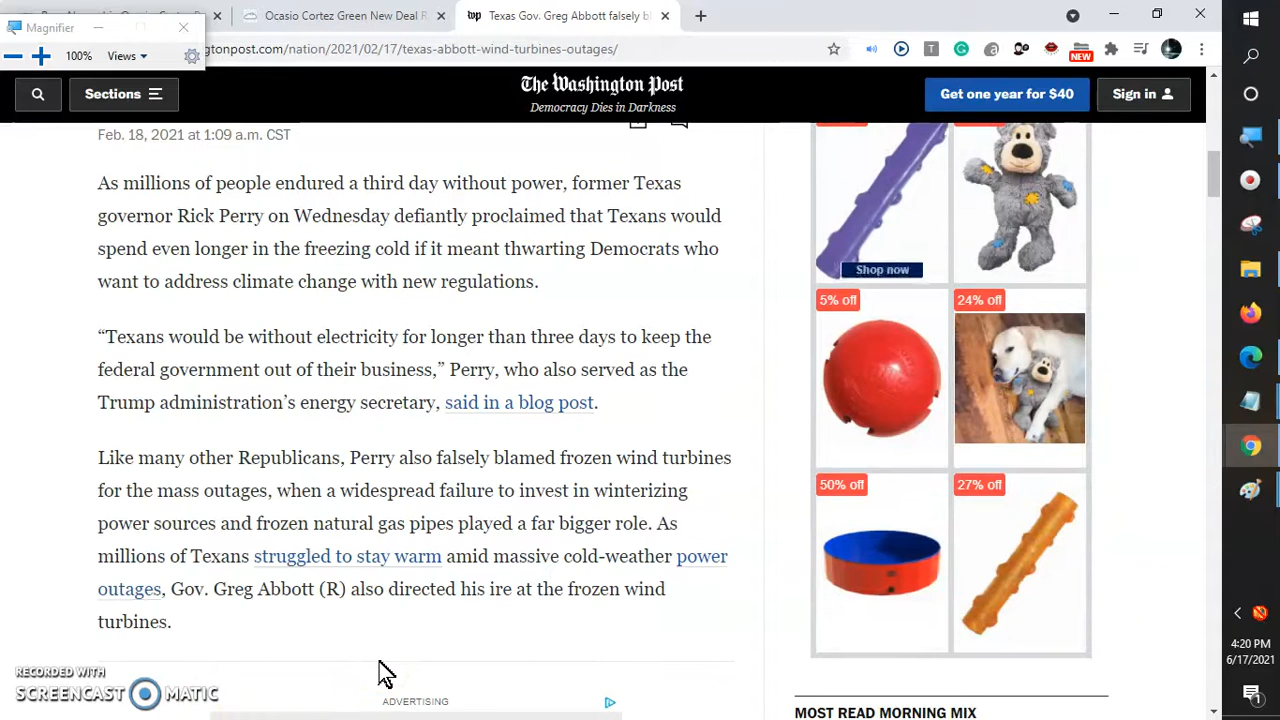 Magnifier
100% Views
Ocasio Cortez Green New Deal R
Texas Gov. Greg Abbott falsely bl
ngtonpost.com/nation/2021/02/17/texas-abbott-wind-turbines-outages/
NEW
Sections
The Washington Post
Democracy Dies in Darkness
Get one year for $40
Sign in
Feb. 18, 2021 at 1:09 a.m. CST
As millions of people endured a third day without power, former Texas
governor Rick Perry on Wednesday defiantly proclaimed that Texans would
spend even longer in the freezing cold if it meant thwarting Democrats who
want to address climate change with new regulations.
“Texans would be without electricity for longer than three days to keep the
federal government out of their business,” Perry, who also served as the
Trump administration’s energy secretary, said in a blog post.
Like many other Republicans, Perry also falsely blamed frozen wind turbines
for the mass outage, when a widespread failure to invest in winterizing
power sources and frozen natural gas pipes played a far bigger role. As
millions of Texans struggled to stay warm amid massive cold-weather power
outages, Gov. Greg Abbott (R) also directed his ire at the frozen wind
turbines.
ADVERTISING
Shop now
5% off
24% off
50% off
27% off
MOST READ MORNING MIX
RECORDED WITH
SCREENCAST MATIC
4:20 PM
6/17/2021
1